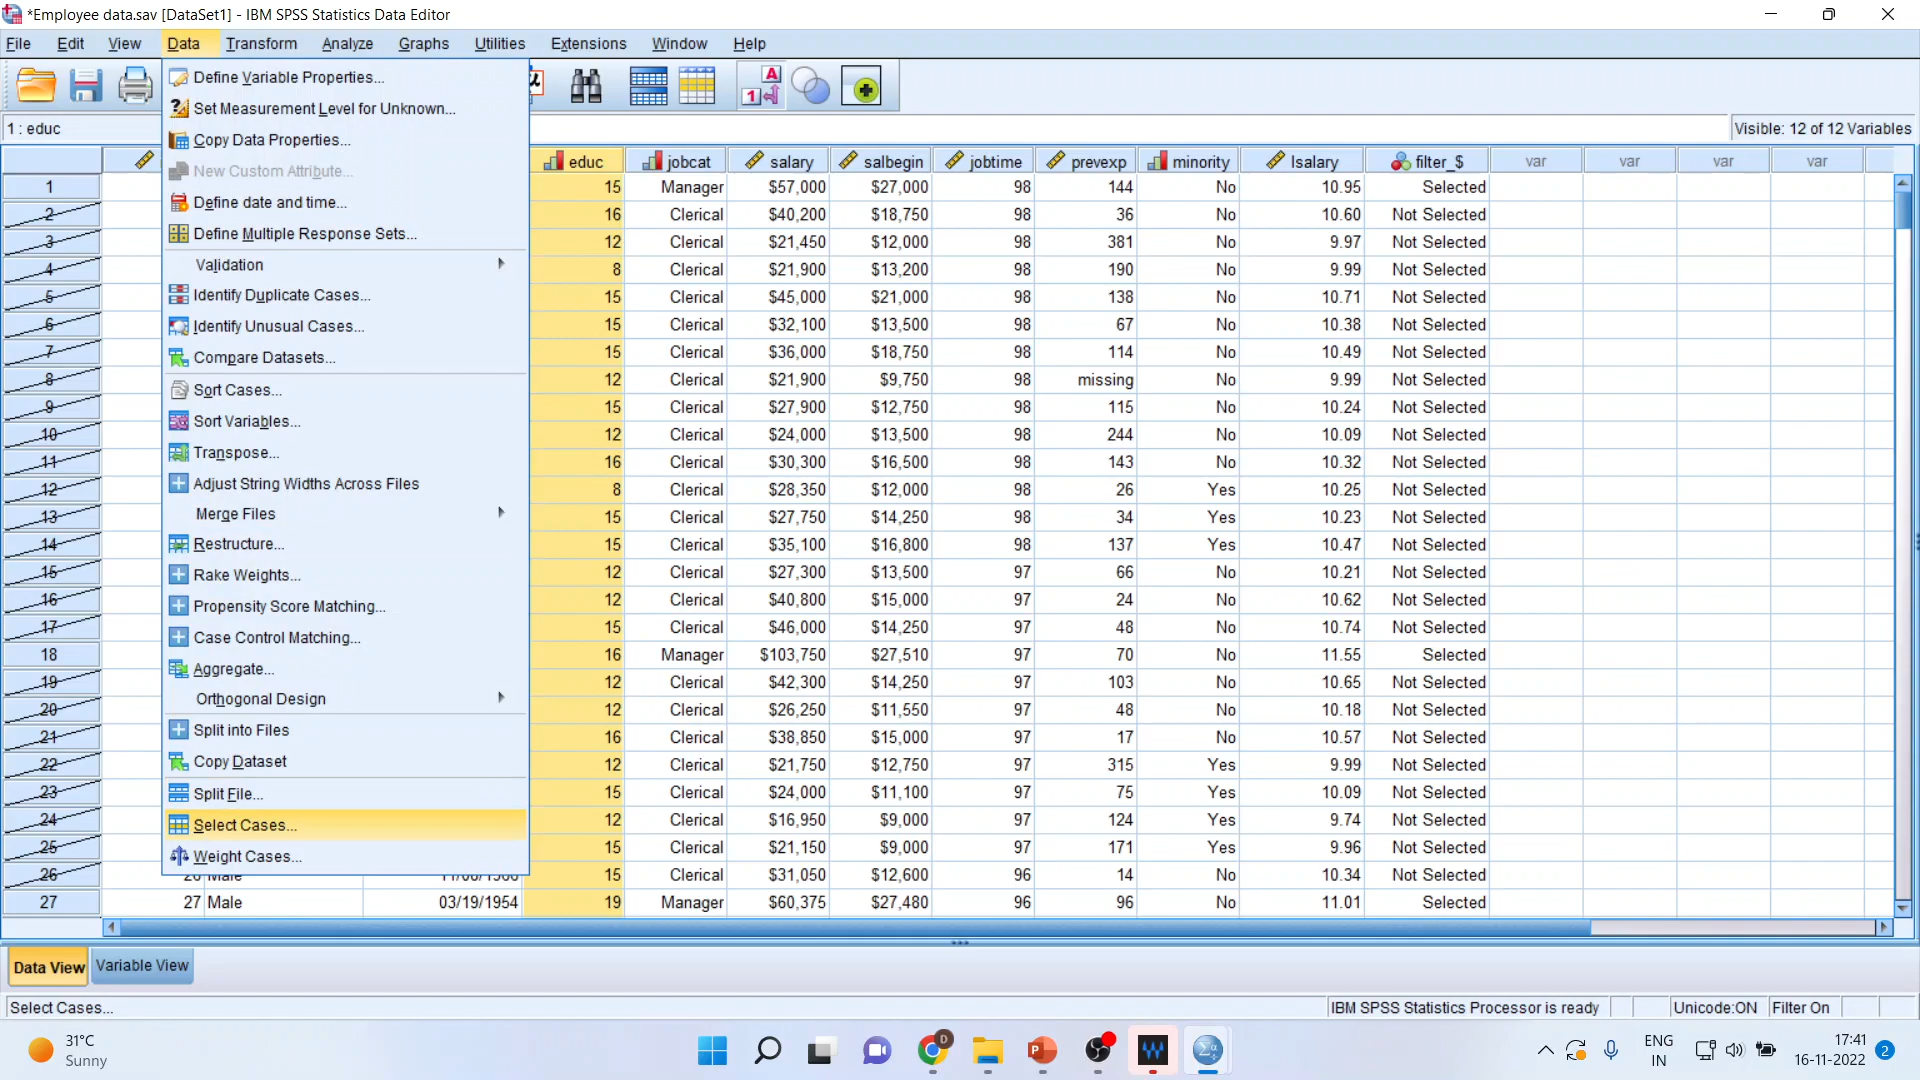 *Employee data.sav [DataSet1] - IBM SPSS Statistics Data Editor
File Edit View Data Transform Analyze Graphs Utilities Extensions Window Help
1 : educ
Visible: 12 of 12 Variables
Define Variable Properties...
Set Measurement Level for Unknown...
Copy Data Properties...
New Custom Attribute...
Define date and time...
Define Multiple Response Sets...
Validation
Identify Duplicate Cases...
Identify Unusual Cases...
Compare Datasets...
Sort Cases...
Sort Variables...
Transpose...
Adjust String Widths Across Files
Merge Files
Restructure...
Rake Weights...
Propensity Score Matching...
Case Control Matching...
Aggregate...
Orthogonal Design
Split into Files
Copy Dataset
Split File...
Select Cases...
Weight Cases...
educ jobcat salary salbegin jobtime prevexp minority lsalary filter_$ var var var var
1 15 Manager $57,000 $27,000 98 144 No 10.95 Selected
2 16 Clerical $40,200 $18,750 98 36 No 10.60 Not Selected
3 12 Clerical $21,450 $12,000 98 381 No 9.97 Not Selected
4 8 Clerical $21,900 $13,200 98 190 No 9.99 Not Selected
5 15 Clerical $45,000 $21,000 98 138 No 10.71 Not Selected
6 15 Clerical $32,100 $13,500 98 67 No 10.38 Not Selected
7 15 Clerical $36,000 $18,750 98 114 No 10.49 Not Selected
8 12 Clerical $21,900 $9,750 98 missing No 9.99 Not Selected
9 15 Clerical $27,900 $12,750 98 115 No 10.24 Not Selected
10 12 Clerical $24,000 $13,500 98 244 No 10.09 Not Selected
11 16 Clerical $30,300 $16,500 98 143 No 10.32 Not Selected
12 8 Clerical $28,350 $12,000 98 26 Yes 10.25 Not Selected
13 15 Clerical $27,750 $14,250 98 34 Yes 10.23 Not Selected
14 15 Clerical $35,100 $16,800 98 137 Yes 10.47 Not Selected
15 12 Clerical $27,300 $13,500 97 66 No 10.21 Not Selected
16 12 Clerical $40,800 $15,000 97 24 No 10.62 Not Selected
17 15 Clerical $46,000 $14,250 97 48 No 10.74 Not Selected
18 16 Manager $103,750 $27,510 97 70 No 11.55 Selected
19 12 Clerical $42,300 $14,250 97 103 No 10.65 Not Selected
20 12 Clerical $26,250 $11,550 97 48 No 10.18 Not Selected
21 16 Clerical $38,850 $15,000 97 17 No 10.57 Not Selected
22 12 Clerical $21,750 $12,750 97 315 Yes 9.99 Not Selected
23 15 Clerical $24,000 $11,100 97 75 Yes 10.09 Not Selected
24 12 Clerical $16,950 $9,000 97 124 Yes 9.74 Not Selected
25 15 Clerical $21,150 $9,000 97 171 Yes 9.96 Not Selected
26 26 Male 15 Clerical $31,050 $12,600 96 14 No 10.34 Not Selected
27 27 Male 03/19/1954 19 Manager $60,375 $27,480 96 96 No 11.01 Selected
Data View Variable View
Select Cases... IBM SPSS Statistics Processor is ready Unicode:ON Filter On
31°C
Sunny
ENG
IN
17:41
16-11-2022
2